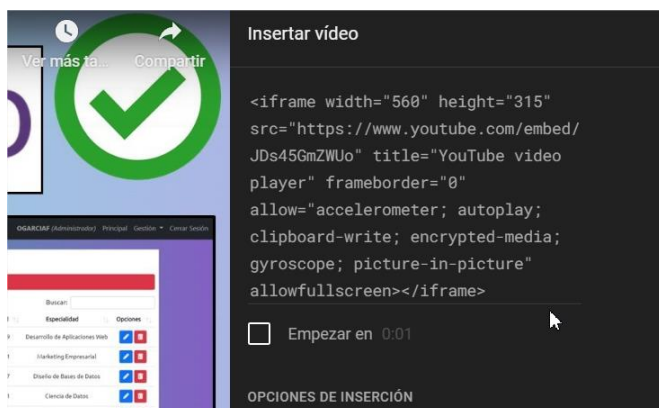 Ver más ta...
Compartir
OGARCIAF (Administrador) Principal Gestión Cerrar Sesión
Buscar:
Especialidad Opciones
Desarrollo de Aplicaciones Web
Marketing Empresarial
Diseño de Bases de Datos
Ciencia de Datos
Insertar vídeo
<iframe width="560" height="315"
src="https://www.youtube.com/embed/
JDs45GmZWUo" title="YouTube video
player" frameborder="0"
allow="accelerometer; autoplay;
clipboard-write; encrypted-media;
gyroscope; picture-in-picture"
allowfullscreen></iframe>
Empezar en 0:01
OPCIONES DE INSERCIÓN